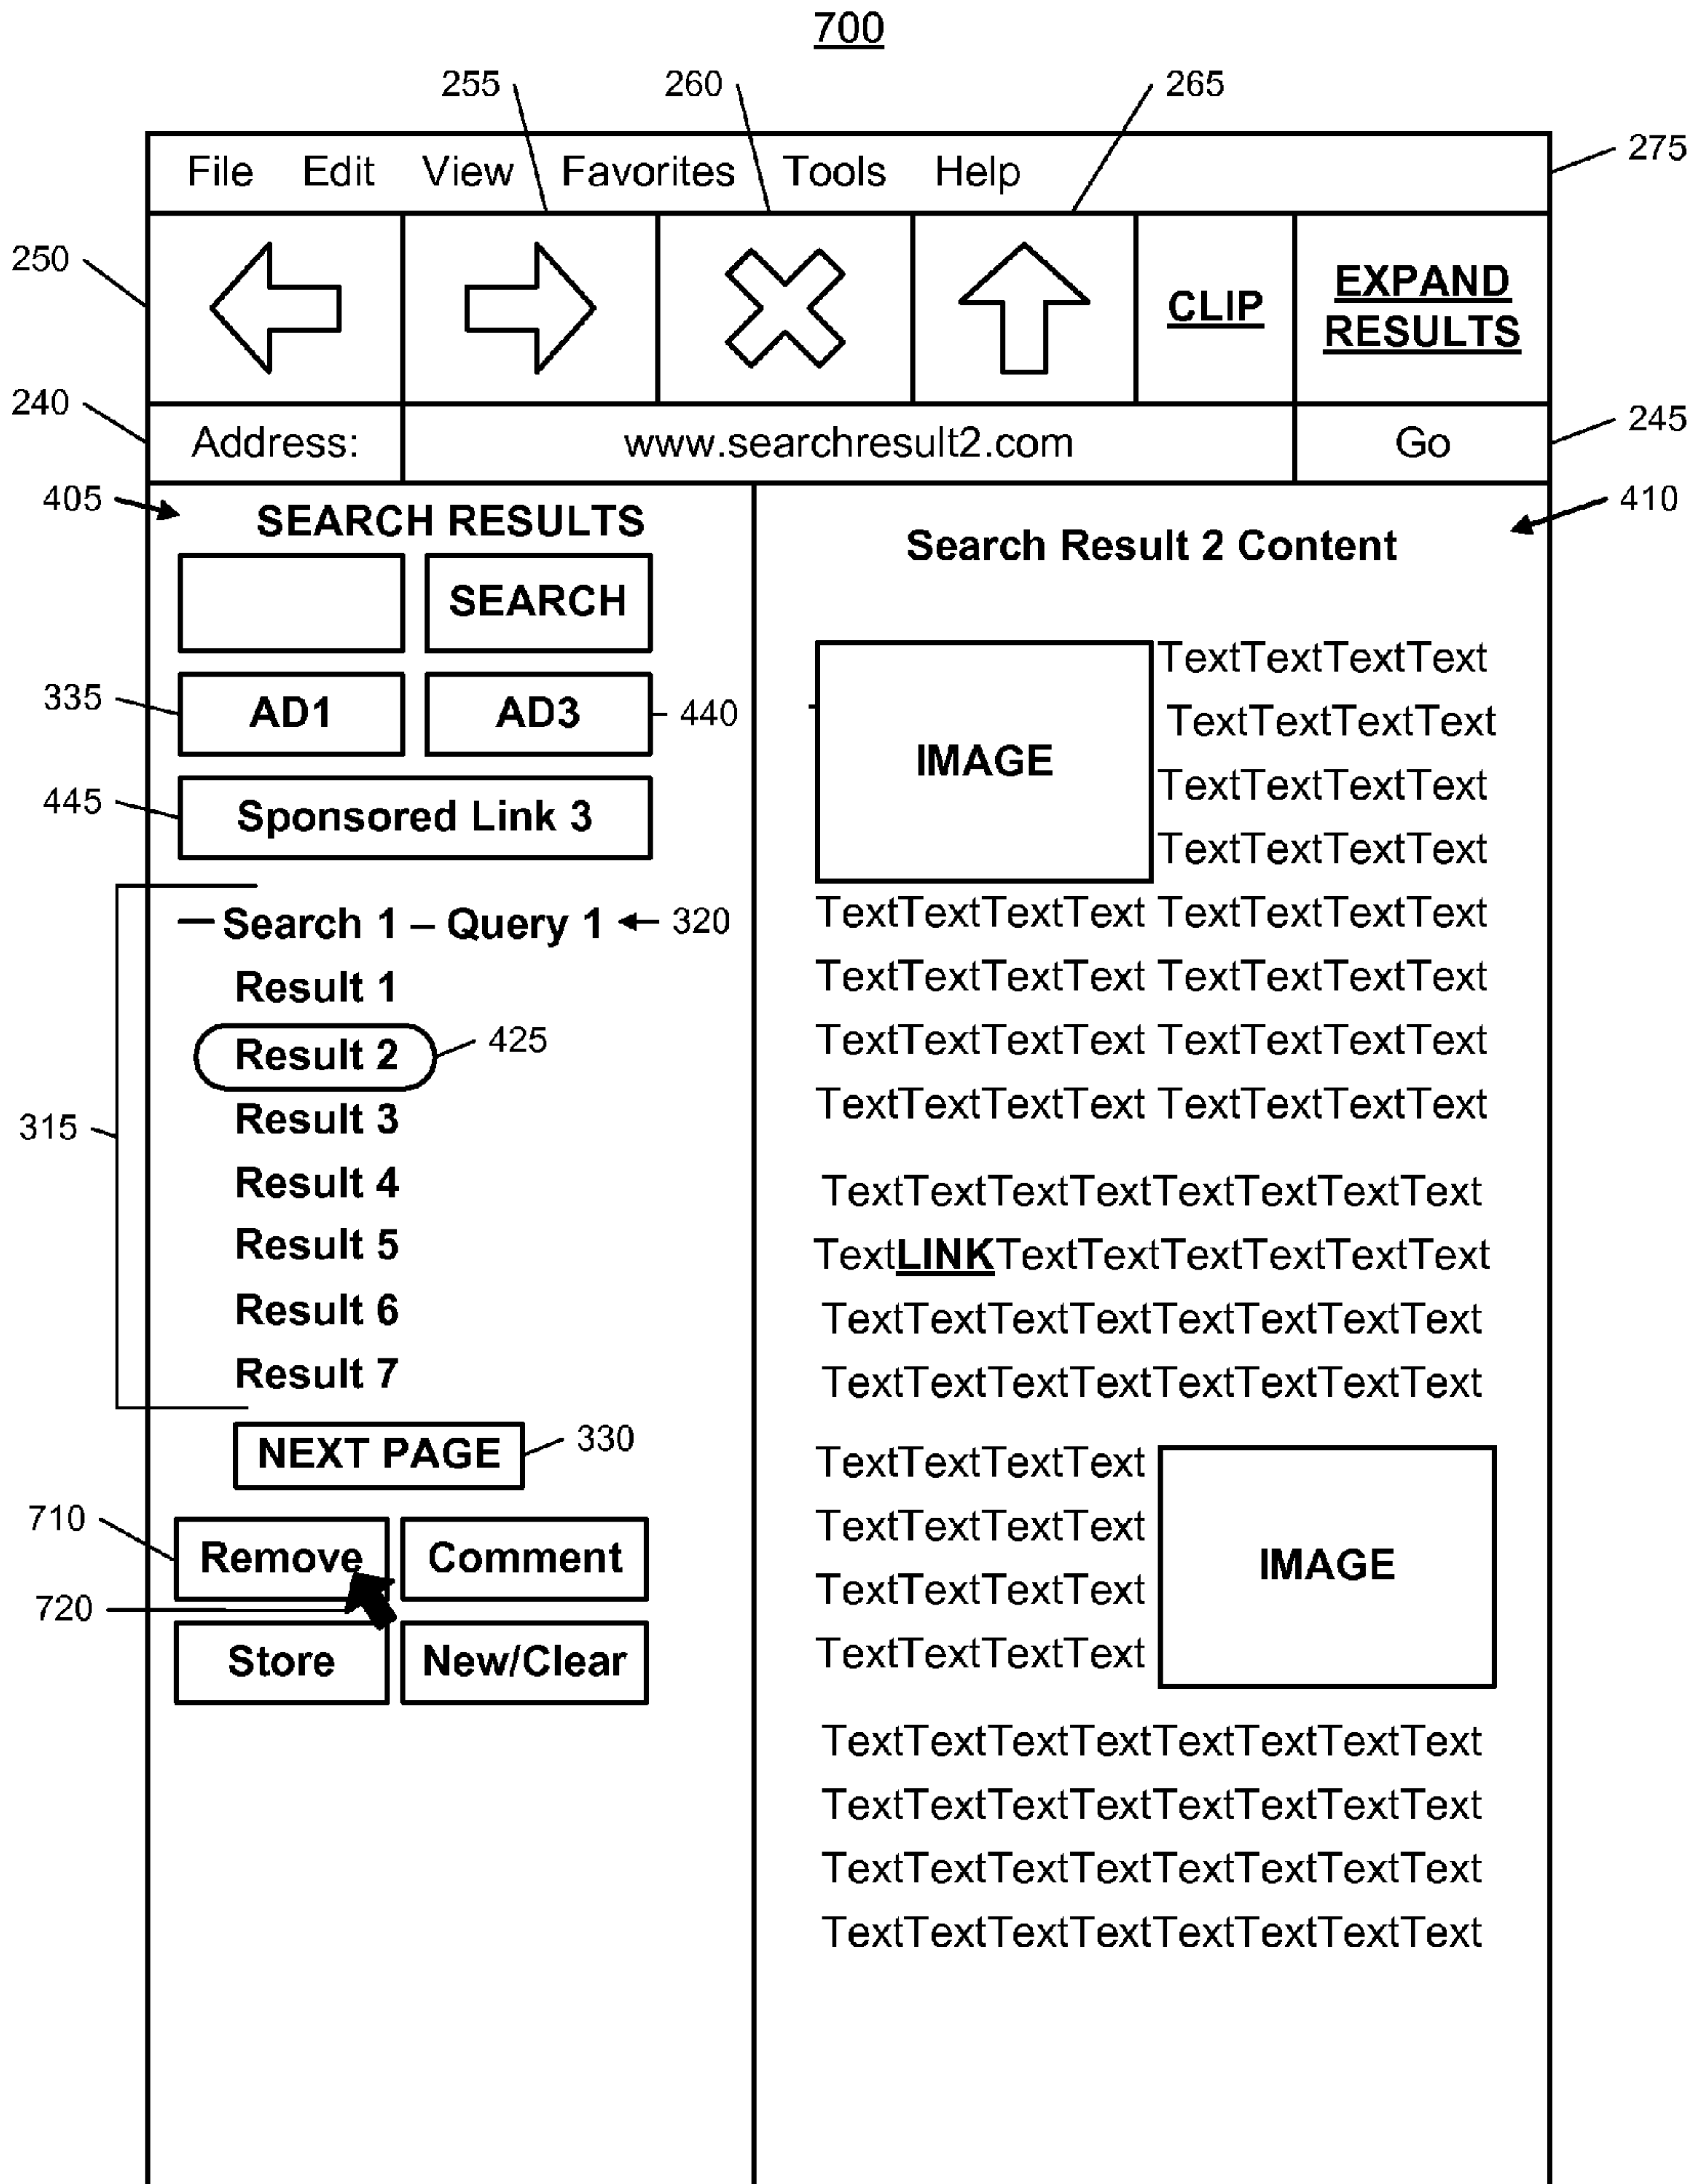 700
255 260 265
File Edit View Favorites Tools Help 275
250
CLIP
EXPAND
RESULTS
240
Address: www.searchresult2.com Go 245
405 SEARCH RESULTS
SEARCH
335 AD1 AD3 440
445 Sponsored Link 3
315
— Search 1 – Query 1 320
Result 1
Result 2 425
Result 3
Result 4
Result 5
Result 6
Result 7
NEXT PAGE 330
710 Remove Comment
720
Store New/Clear
410
Search Result 2 Content
IMAGE
TextTextTextText
TextTextTextText
TextTextTextText
TextTextTextText
TextTextTextText TextTextTextText
TextTextTextText TextTextTextText
TextTextTextText TextTextTextText
TextTextTextText TextTextTextText
TextTextTextTextTextTextTextText
TextLINKTextTextTextTextTextText
TextTextTextTextTextTextTextText
TextTextTextTextTextTextTextText
TextTextTextText
TextTextTextText
TextTextTextText
TextTextTextText
IMAGE
TextTextTextTextTextTextTextText
TextTextTextTextTextTextTextText
TextTextTextTextTextTextTextText
TextTextTextTextTextTextTextText